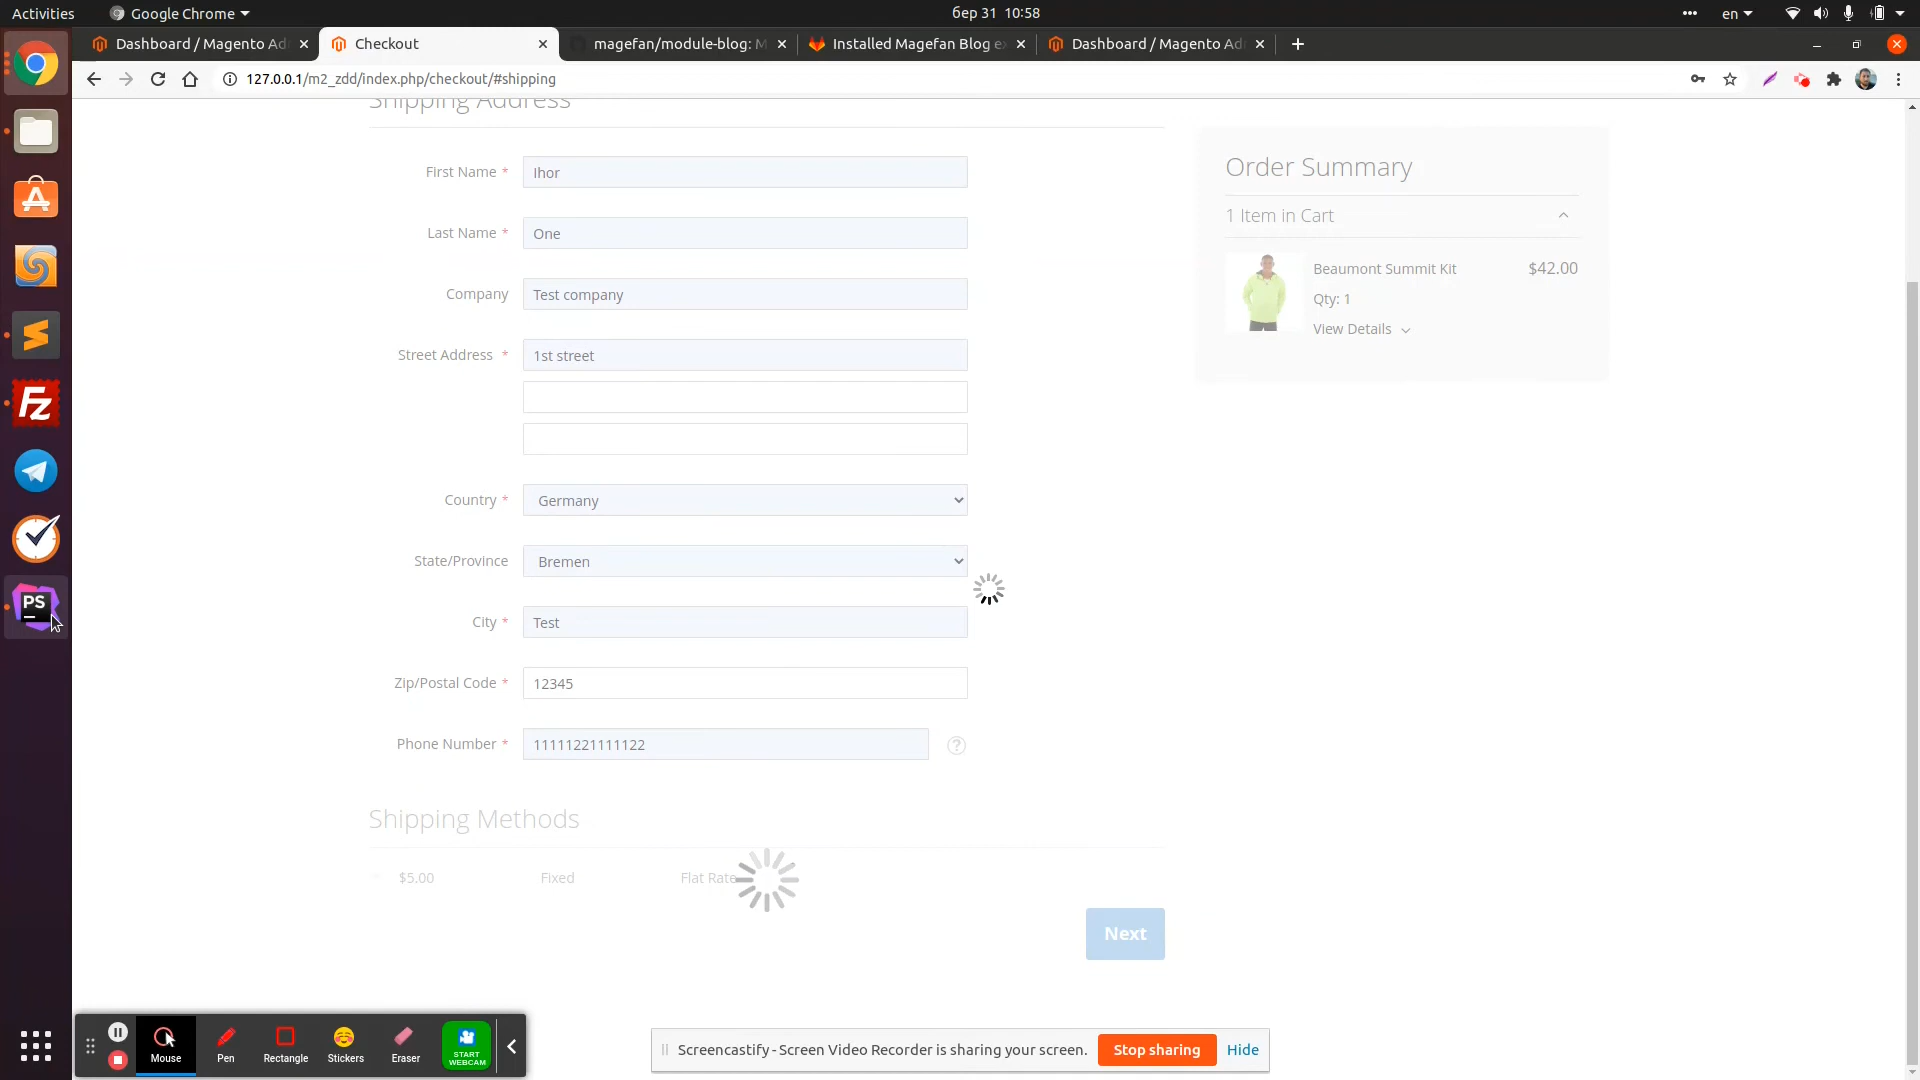 Activities
Google Chrome
бер 31 10:58
en
Dashboard / Magento Ad
Checkout
magefan/module-blog: M
Installed Magefan Blog e
Dashboard / Magento Ad
127.0.0.1/m2_zdd/index.php/checkout/#shipping
Shipping Address
First Name *
Ihor
Last Name *
One
Company
Test company
Street Address *
1st street
Country *
Germany
State/Province
Bremen
City *
Test
Zip/Postal Code *
12345
Phone Number *
11111221111122
?
Order Summary
1 Item in Cart
Beaumont Summit Kit
$42.00
Qty: 1
View Details
Shipping Methods
$5.00
Fixed
Flat Rate
Next
Fz
PS
Mouse
Pen
Rectangle
Stickers
Eraser
START
WEBCAM
Screencastify - Screen Video Recorder is sharing your screen.
Stop sharing
Hide